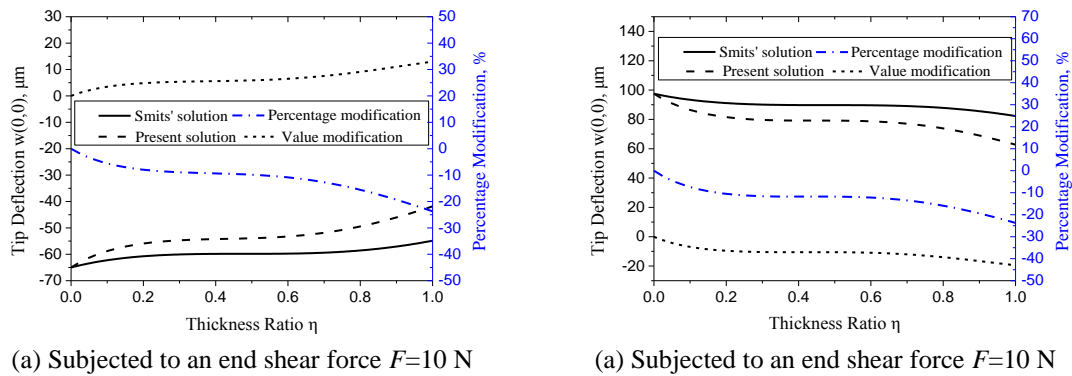 30
20
10
0
-10
-20
-30
-40
-50
-60
-70
Tip Deflection w(0,0), μm
50
40
30
20
10
0
-10
-20
-30
-40
-50
Percentage Modification, %
Smits' solution
Percentage modification
Present solution
Value modification
0.0 0.2 0.4 0.6 0.8 1.0
Thickness Ratio η
(a) Subjected to an end shear force F=10 N
140
120
100
80
60
40
20
0
-20
Tip Deflection w(0,0), μm
70
60
50
40
30
20
10
0
-10
-20
-30
-40
-50
Percentage Modification, %
Smits' solution
Percentage modification
Present solution
Value modification
0.0 0.2 0.4 0.6 0.8 1.0
Thickness Ratio η
(a) Subjected to an end shear force F=10 N